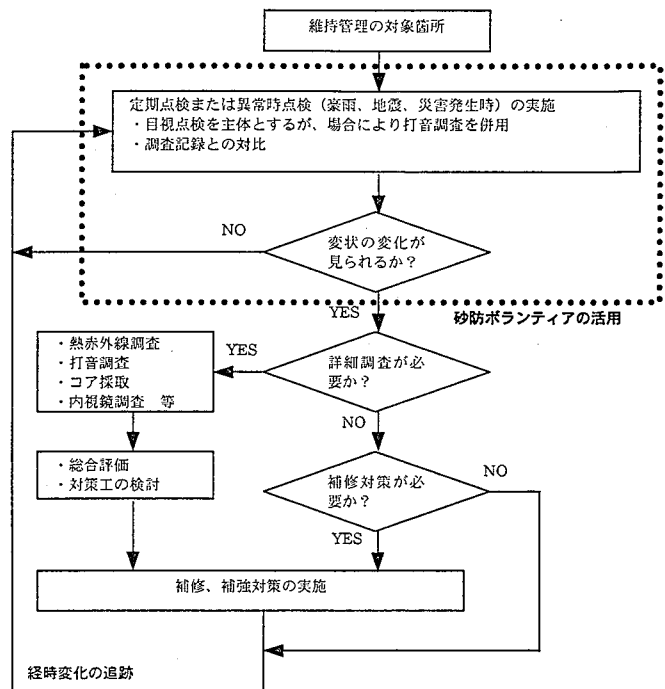 維持管理の対象箇所
定期点検または異常時点検（豪雨、地震、災害発生時）の実施
・目視点検を主体とするが、場合により打音調査を併用
・調査記録との対比
NO
変状の変化が
見られるか？
YES
砂防ボランティアの活用
・熱赤外線調査
・打音調査
・コア採取
・内視鏡調査　等
YES
詳細調査が必
要か？
NO
・総合評価
・対策工の検討
補修対策が必
要か？
NO
YES
補修、補強対策の実施
経時変化の追跡